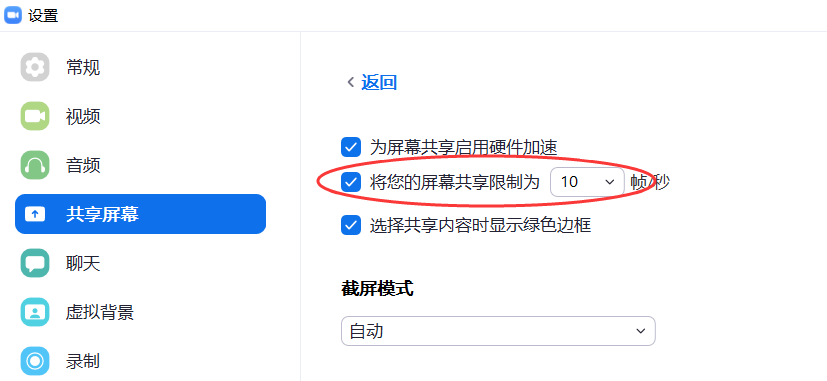 设置
常规
视频
音频
共享屏幕
聊天
虚拟背景
录制
返回
为屏幕共享启用硬件加速
将您的屏幕共享限制为 10 帧/秒
选择共享内容时显示绿色边框
截屏模式
自动